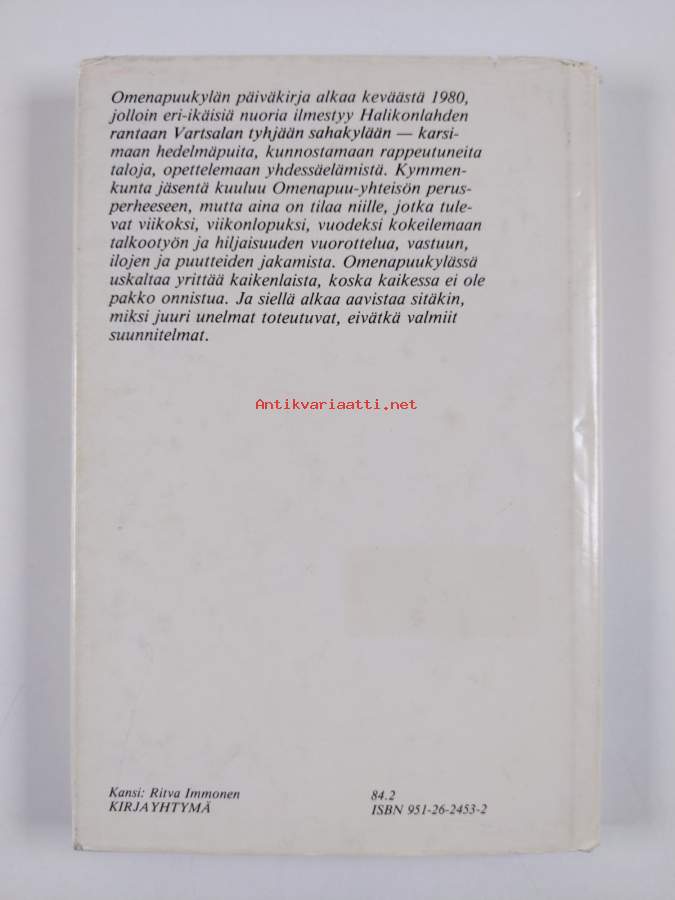 Omenapuukylän päiväkirja alkaa keväästä 1980,
jolloin eri-ikäisiä nuoria ilmestyy Halikonlahden
rantaan Vartsalan tyhjään sahakylään — karsi-
maan hedelmäpuita, kunnostamaan rappeutuneita
taloja, opettelemaan yhdessäelämistä. Kymmen-
kunta jäsentä kuuluu Omenapuu-yhteisön perus-
perheeseen, mutta aina on tilaa niille, jotka tule-
vat viikoksi, viikonlopuksi, vuodeksi kokeilemaan
talkootyön ja hiljaisuuden vuorottelua, vastuun,
ilojen ja puutteiden jakamista. Omenapuukylässä
uskaltaa yrittää kaikenlaista, koska kaikessa ei ole
pakko onnistua. Ja siellä alkaa aavistaa sitäkin,
miksi juuri unelmat toteutuvat, eivätkä valmiit
suunnitelmat.
Antikvariaatti.net
Kansi: Ritva Immonen
KIRJAYHTYMÄ
84.2
ISBN 951-26-2453-2